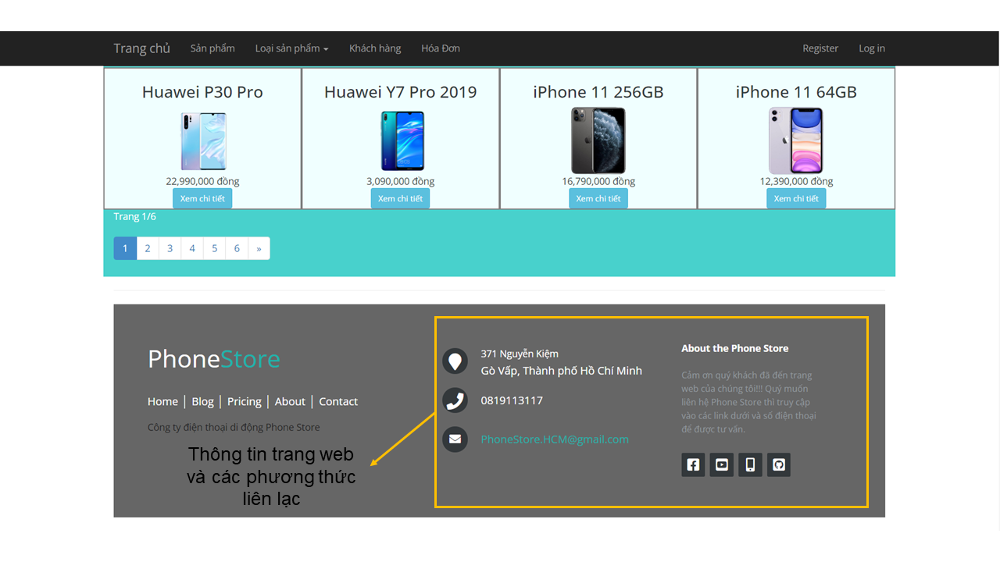 Trang chủ Sản phẩm Loại sản phẩm Khách hàng Hóa Đơn Register Log in
Huawei P30 Pro Huawei Y7 Pro 2019 iPhone 11 256GB iPhone 11 64GB
22,990,000 đồng 3,090,000 đồng 16,790,000 đồng 12,390,000 đồng
Xem chi tiết Xem chi tiết Xem chi tiết Xem chi tiết
Trang 1/6
1 2 3 4 5 6 »
PhoneStore
Home | Blog | Pricing | About | Contact
Công ty điện thoại di động Phone Store
Thông tin trang web
và các phương thức
liên lạc
371 Nguyễn Kiệm
Gò Vấp, Thành phố Hồ Chí Minh
0819113117
PhoneStore.HCM@gmail.com
About the Phone Store
Cảm ơn quý khách đã đến trang
web của chúng tôi!!! Quý muốn
liên hệ Phone Store thì truy cập
vào các link dưới và số điện thoại
để được tư vấn.